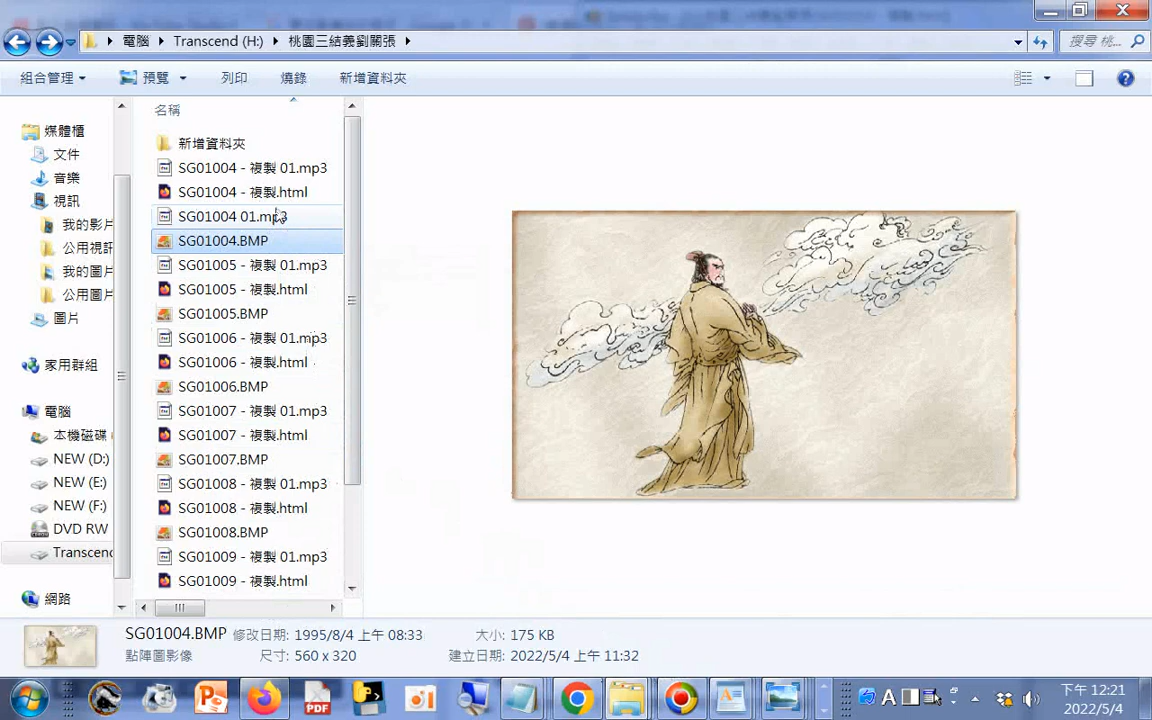 電腦 ▸ Transcend (H:) ▸ 桃園三結義劉關張 ▸
搜尋 桃...
組合管理 預覽 列印 燒錄 新增資料夾
媒體櫃
文件
音樂
視訊
我的影片
公用視訊
我的圖片
公用圖片
圖片
家用群組
電腦
本機磁碟
NEW (D:)
NEW (E:)
NEW (F:)
DVD RW
Transcend
網路
名稱
新增資料夾
SG01004 - 複製 01.mp3
SG01004 - 複製.html
SG01004 01.mp3
SG01004.BMP
SG01005 - 複製 01.mp3
SG01005 - 複製.html
SG01005.BMP
SG01006 - 複製 01.mp3
SG01006 - 複製.html
SG01006.BMP
SG01007 - 複製 01.mp3
SG01007 - 複製.html
SG01007.BMP
SG01008 - 複製 01.mp3
SG01008 - 複製.html
SG01008.BMP
SG01009 - 複製 01.mp3
SG01009 - 複製.html
SG01004.BMP 修改日期: 1995/8/4 上午 08:33 大小: 175 KB
點陣圖影像 尺寸: 560 x 320 建立日期: 2022/5/4 上午 11:32
PDF
A
下午 12:21
2022/5/4